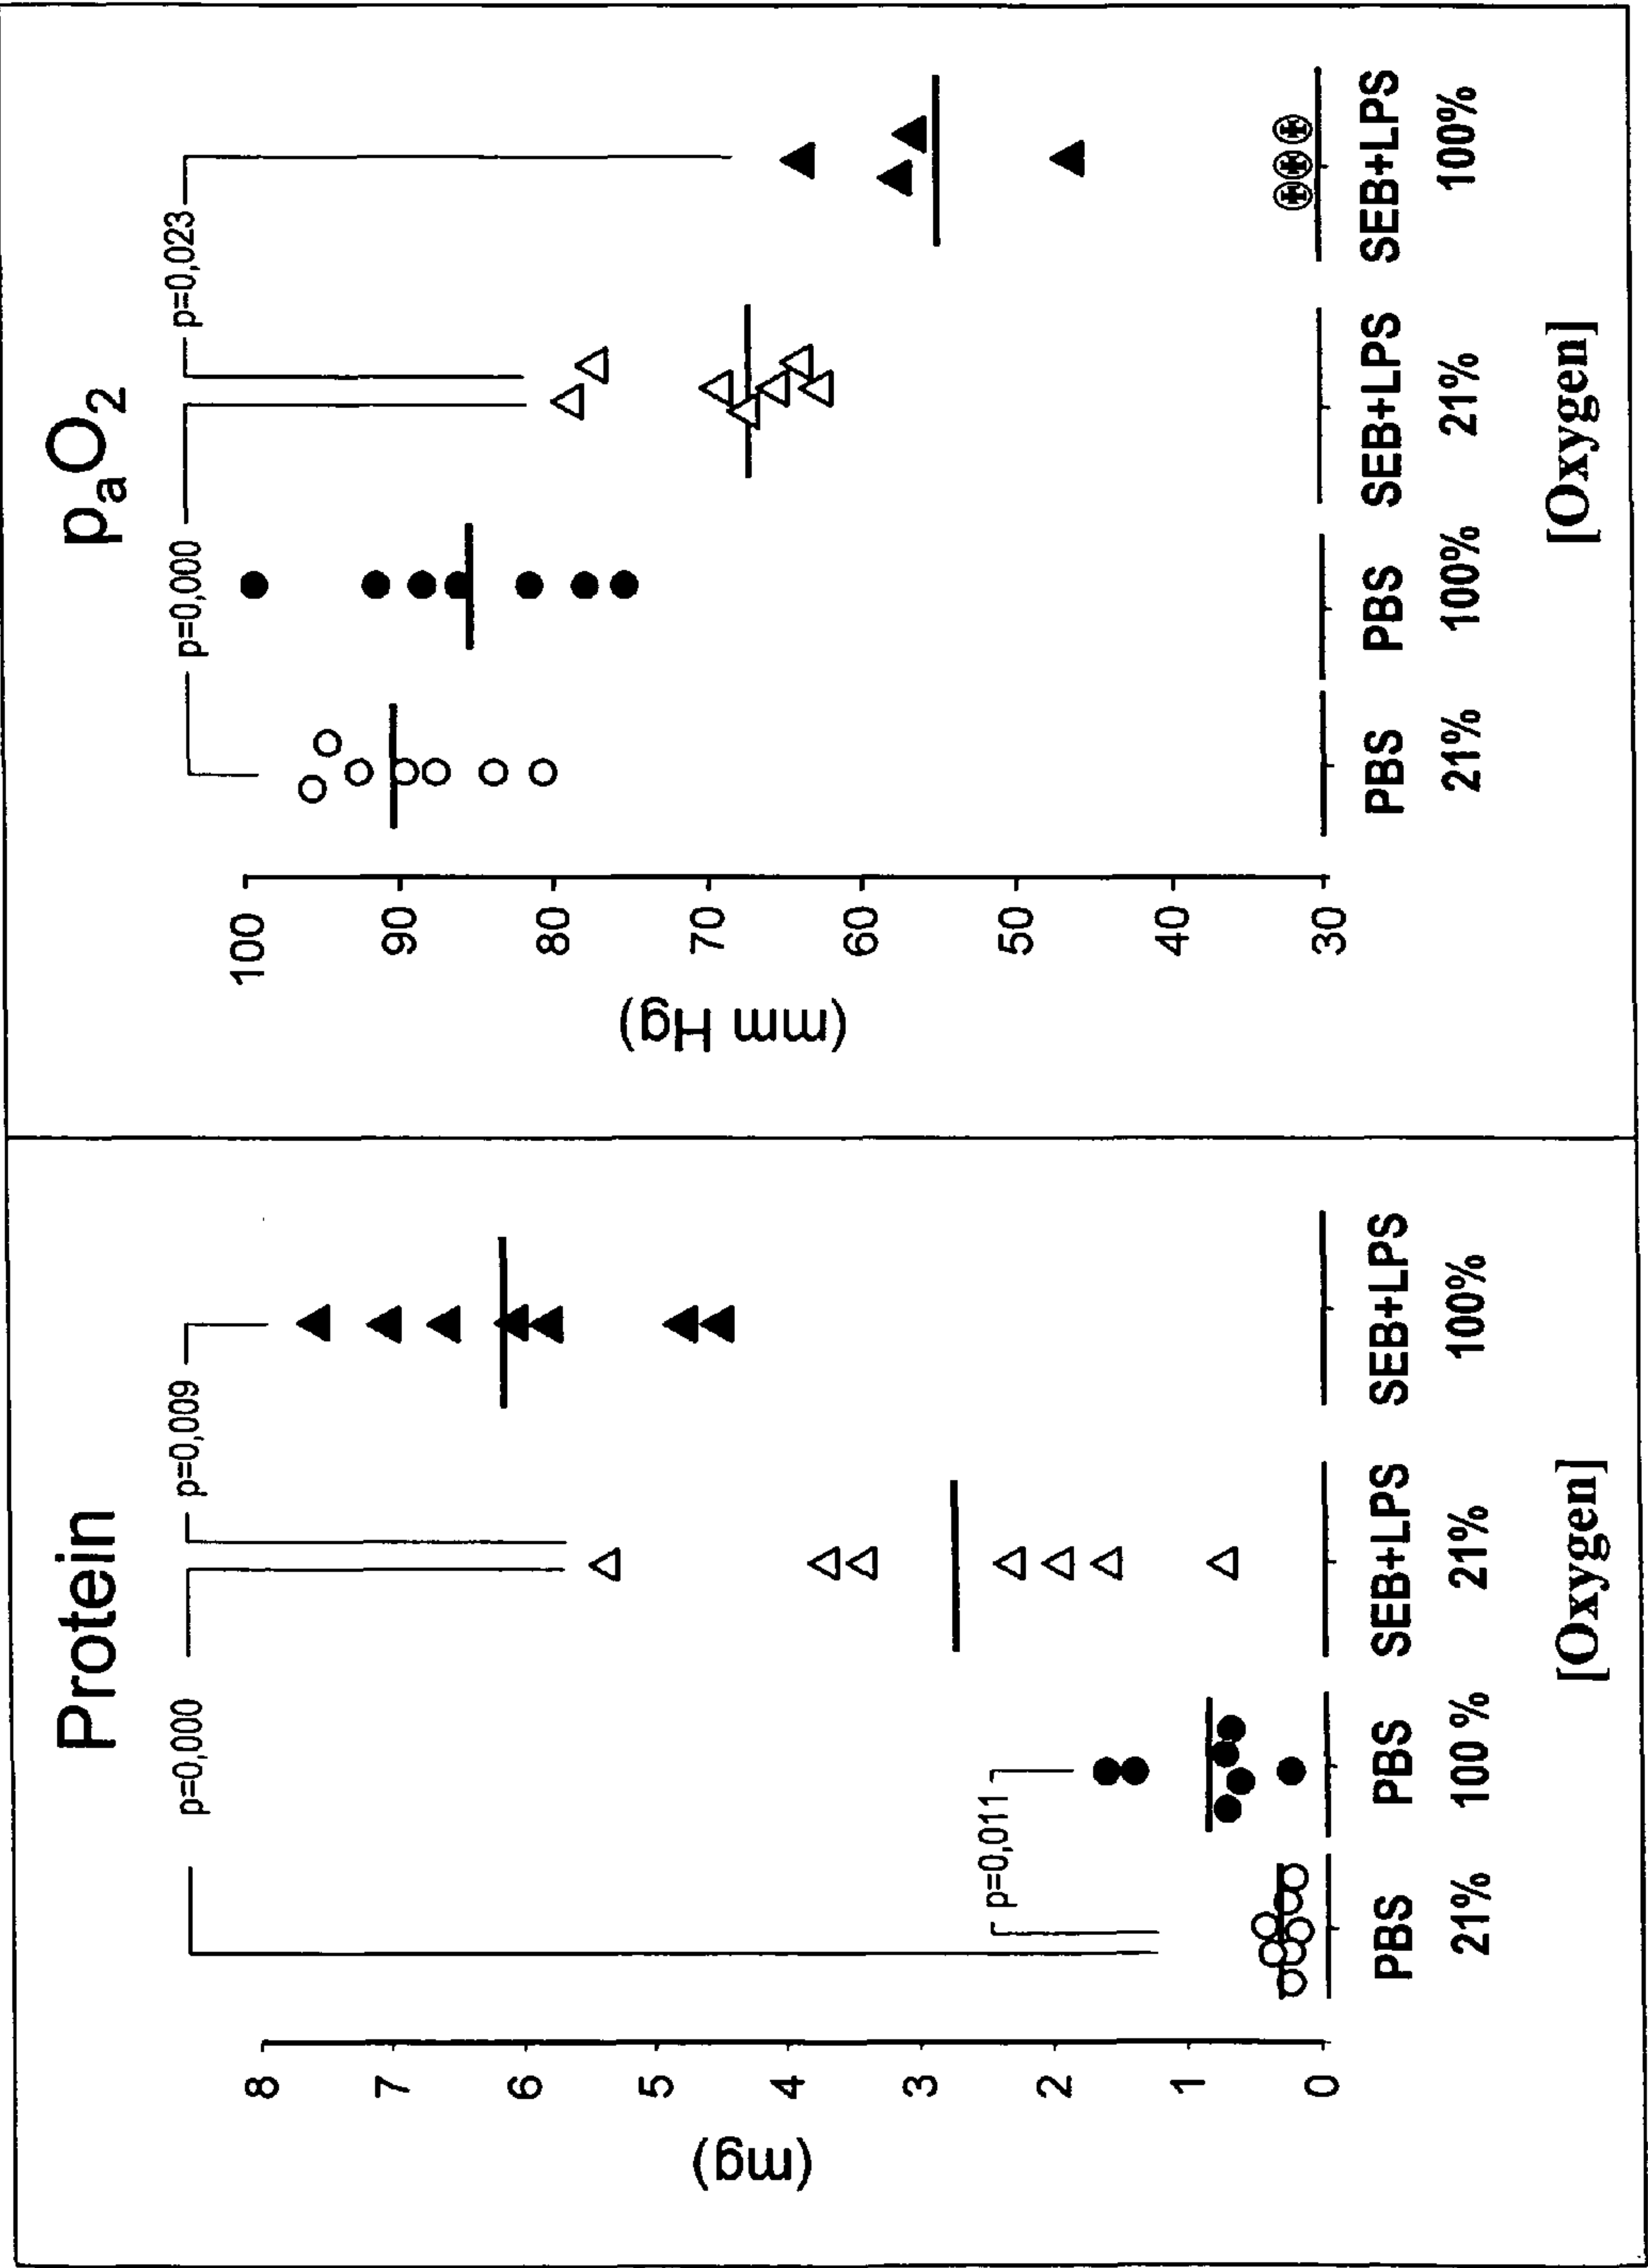 Protein
p=0,000
p=0,009
p=0,011
(mg)
8
7
6
5
4
3
2
1
0
PBS PBS SEB+LPS SEB+LPS
21% 100 % 21% 100%
[Oxygen]
paO2
p=0,000
p=0,023
(mm Hg)
100
90
80
70
60
50
40
30
PBS PBS SEB+LPS SEB+LPS
21% 100% 21% 100%
[Oxygen]